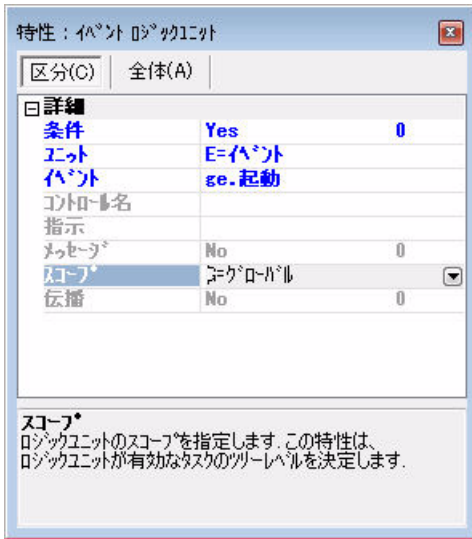 特性：ｲﾍﾞﾝﾄ ﾛｼﾞｯｸﾕﾆｯﾄ
区分(C) 全体(A)
詳細
条件 Yes 0
ﾕﾆｯﾄ E=ｲﾍﾞﾝﾄ
ｲﾍﾞﾝﾄ ge.起動
ｺﾝﾄﾛｰﾙ名
指示
ﾒｯｾｰｼﾞ No 0
ｽｺｰﾌﾟ =ｸﾞﾛｰﾊﾞﾙ
伝播 No 0
ｽｺｰﾌﾟ
ﾛｼﾞｯｸﾕﾆｯﾄのｽｺｰﾌﾟを指定します.この特性は､
ﾛｼﾞｯｸﾕﾆｯﾄが有効なﾀｽｸのﾂﾘｰﾚﾍﾞﾙを決定します.